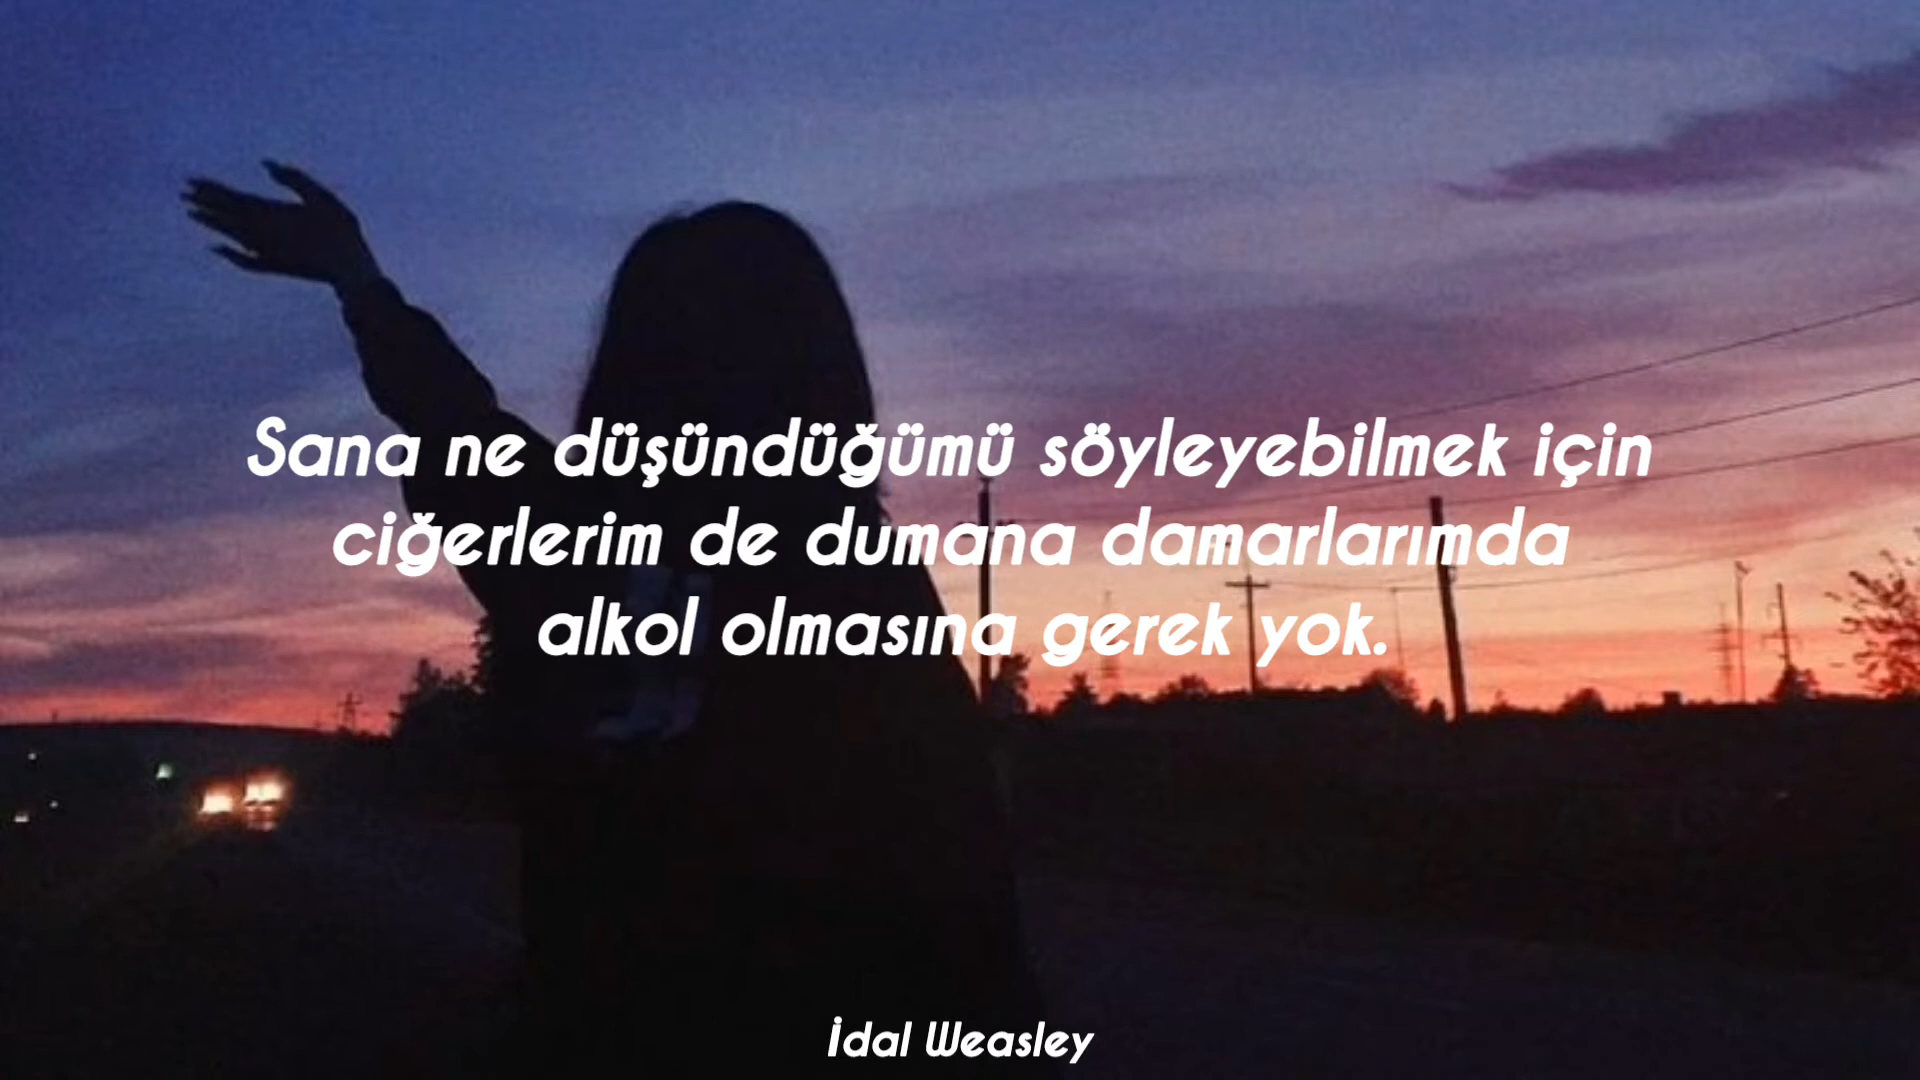 Sana ne düşündüğümü söyleyebilmek için
ciğerlerim de dumana damarlarımda
alkol olmasına gerek yok.
İdal Weasley